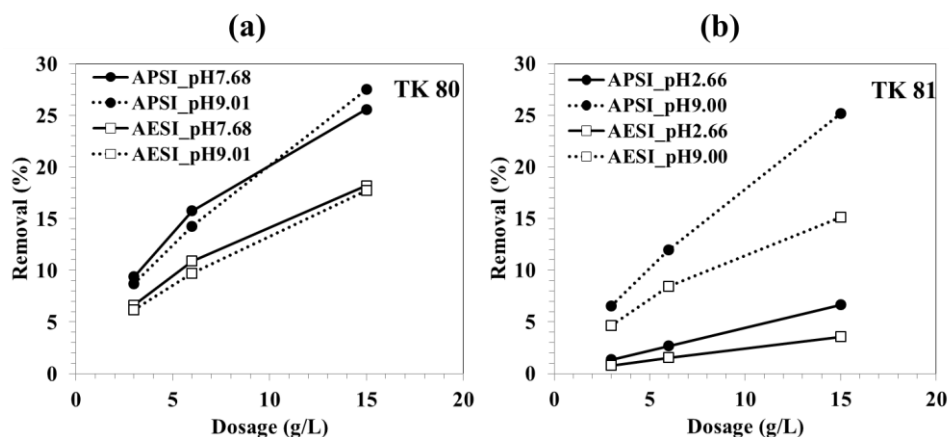 (a)
30
25
20
15
10
5
0
Removal (%)
APSI_pH7.68
APSI_pH9.01
AESI_pH7.68
AESI_pH9.01
TK 80
0 5 10 15 20
Dosage (g/L)
(b)
30
25
20
15
10
5
0
Removal (%)
APSI_pH2.66
APSI_pH9.00
AESI_pH2.66
AESI_pH9.00
TK 81
0 5 10 15 20
Dosage (g/L)